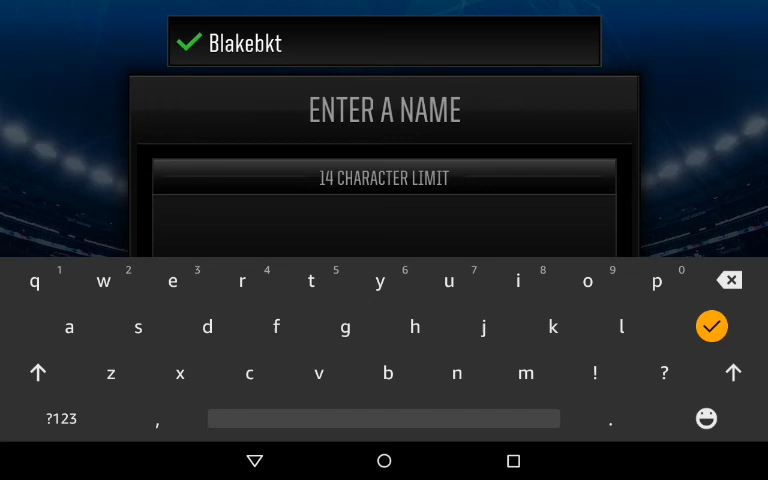 Blakebkt
ENTER A NAME
14 CHARACTER LIMIT
q 1 w 2 e 3 r 4 t 5 y 6 u 7 i 8 o 9 p 0
a s d f g h j k l
z x c v b n m ! ?
?123 , .